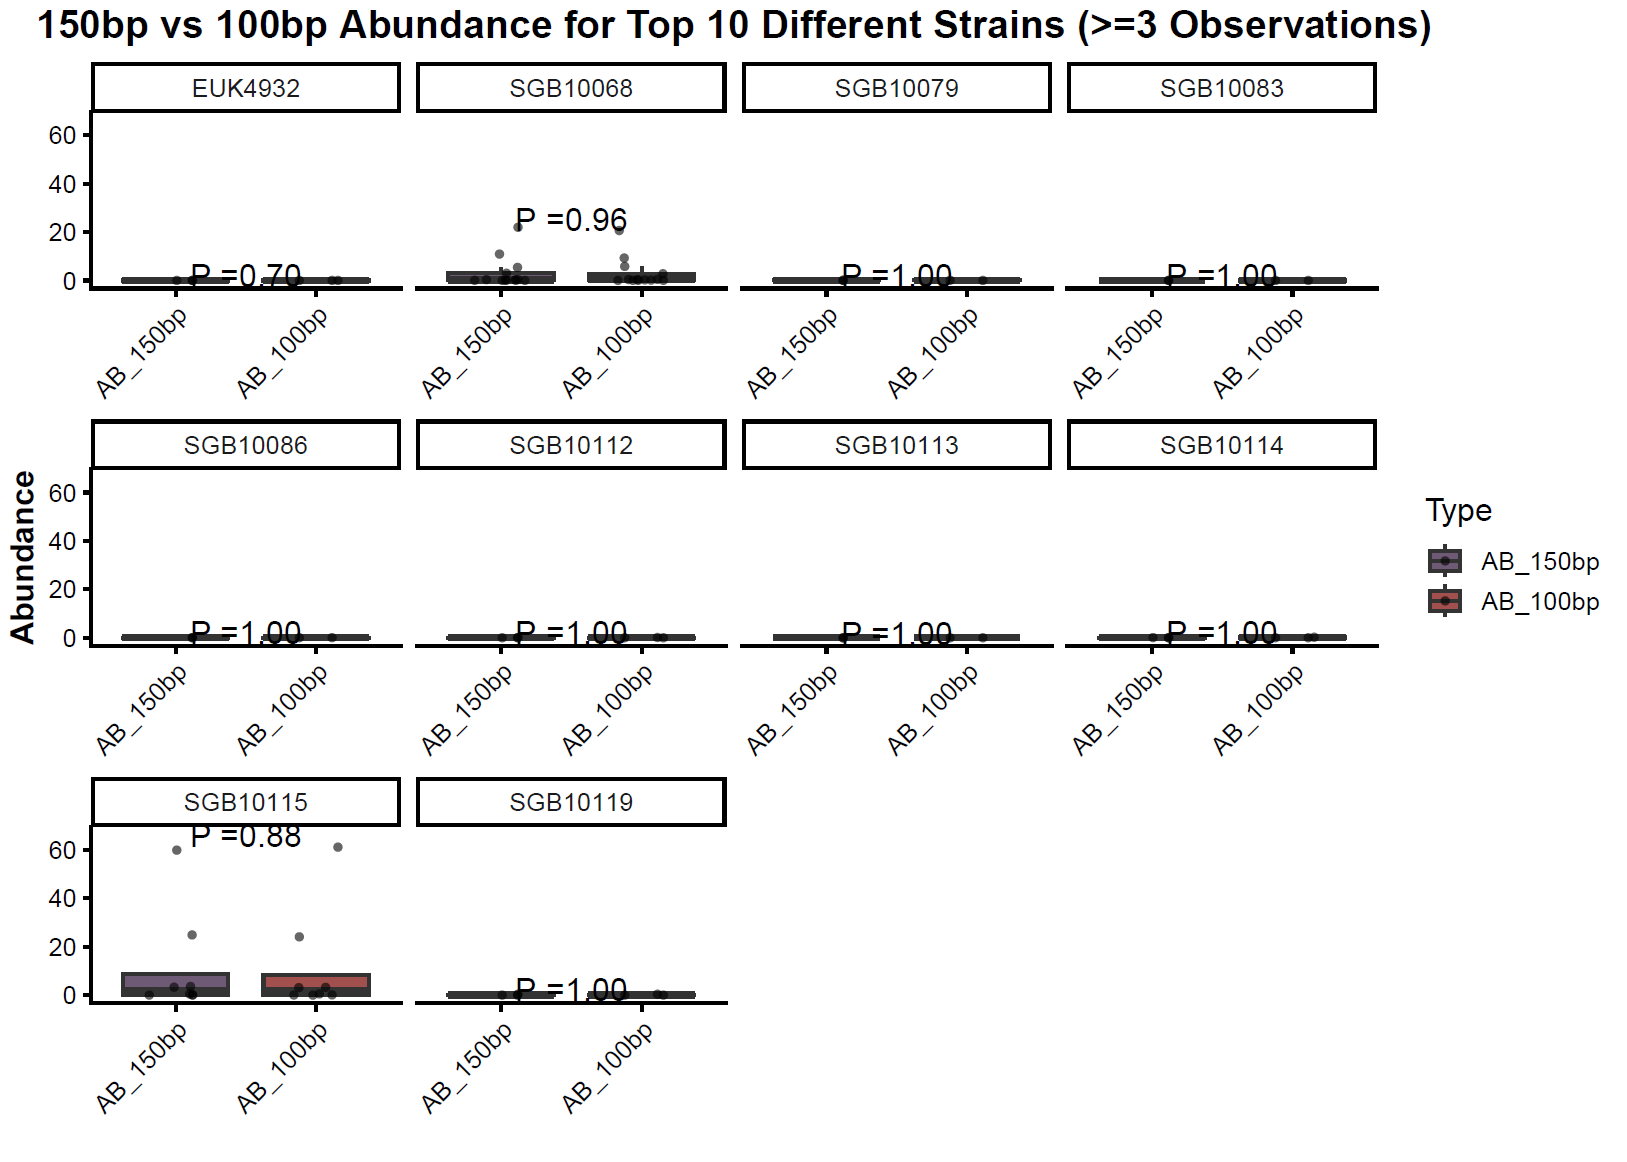 150bp vs 100bp Abundance for Top 10 Different Strains (>=3 Observations)
EUK4932
SGB10068
SGB10079
SGB10083
60
40
20
0
P =0.70
P =0.96
P =1.00
P =1.00
AB_150bp
AB_100bp
AB_150bp
AB_100bp
AB_150bp
AB_100bp
AB_150bp
AB_100bp
SGB10086
SGB10112
SGB10113
SGB10114
Abundance
60
40
20
0
P =1.00
P =1.00
P =1.00
P =1.00
AB_150bp
AB_100bp
AB_150bp
AB_100bp
AB_150bp
AB_100bp
AB_150bp
AB_100bp
Type
AB_150bp
AB_100bp
SGB10115
SGB10119
60
40
20
0
P =0.88
P =1.00
AB_150bp
AB_100bp
AB_150bp
AB_100bp